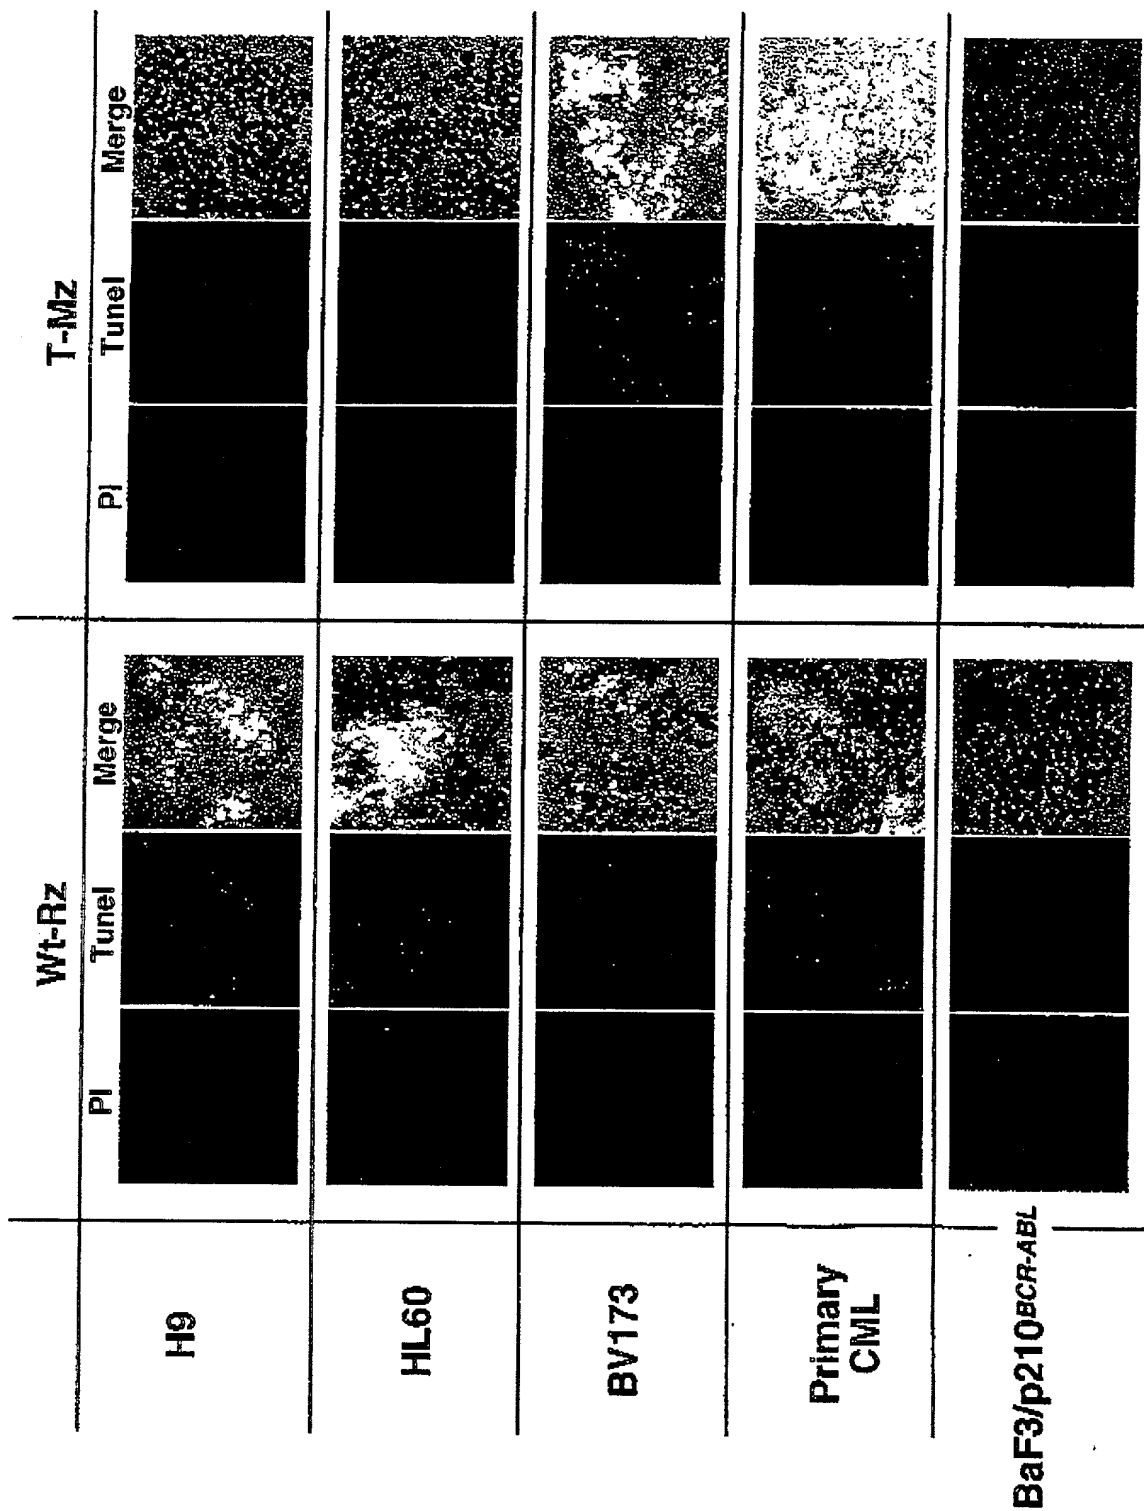 Wt-Rz
T-Mz
PI
Tunel
Merge
PI
Tunel
Merge
H9
HL60
BV173
Primary
CML
BaF3/p210BCR-ABL